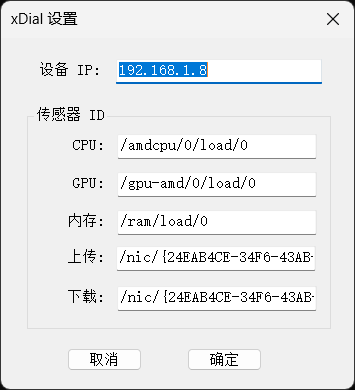 xDial 设置
设备 IP: 192.168.1.8
传感器 ID
CPU: /amdcpu/0/load/0
GPU: /gpu-amd/0/load/0
内存: /ram/load/0
上传: /nic/{24EAB4CE-34F6-43AB-
下载: /nic/{24EAB4CE-34F6-43AB-
取消 确定